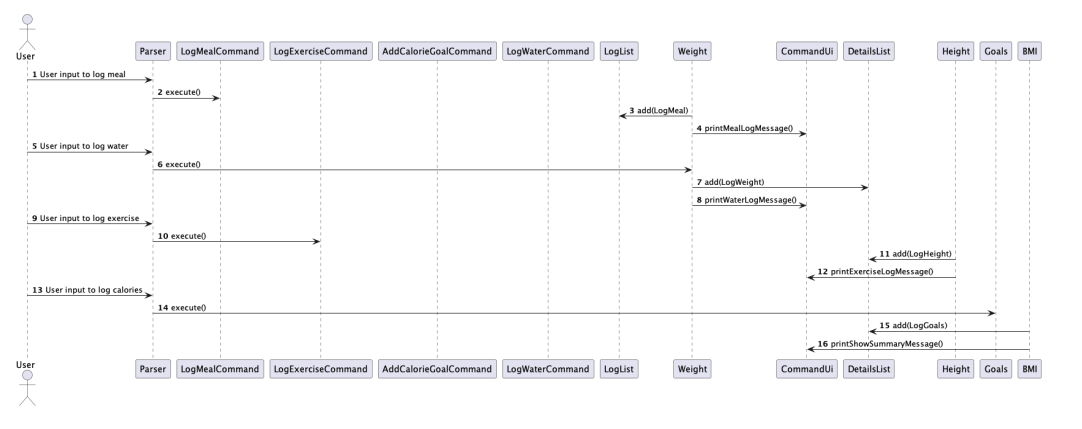 User
Parser LogMealCommand LogExerciseCommand AddCalorieGoalCommand LogWaterCommand LogList Weight CommandUi DetailsList Height Goals BMI
1 User input to log meal
2 execute()
3 add(LogMeal)
4 printMealLogMessage()
5 User input to log water
6 execute()
7 add(LogWeight)
8 printWaterLogMessage()
9 User input to log exercise
10 execute()
11 add(LogHeight)
12 printExerciseLogMessage()
13 User input to log calories
14 execute()
15 add(LogGoals)
16 printShowSummaryMessage()
User
Parser LogMealCommand LogExerciseCommand AddCalorieGoalCommand LogWaterCommand LogList Weight CommandUi DetailsList Height Goals BMI